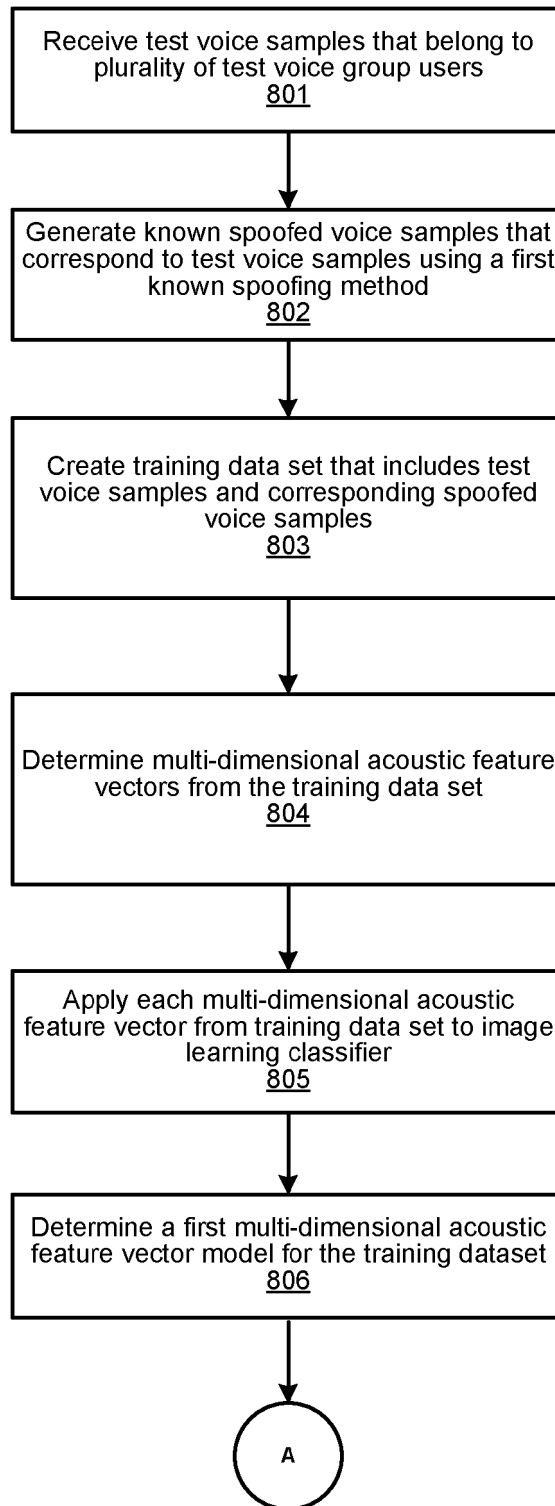 Receive test voice samples that belong to
plurality of test voice group users
801
Generate known spoofed voice samples that
correspond to test voice samples using a first
known spoofing method
802
Create training data set that includes test
voice samples and corresponding spoofed
voice samples
803
Determine multi-dimensional acoustic feature
vectors from the training data set
804
Apply each multi-dimensional acoustic
feature vector from training data set to image
learning classifier
805
Determine a first multi-dimensional acoustic
feature vector model for the training dataset
806
A